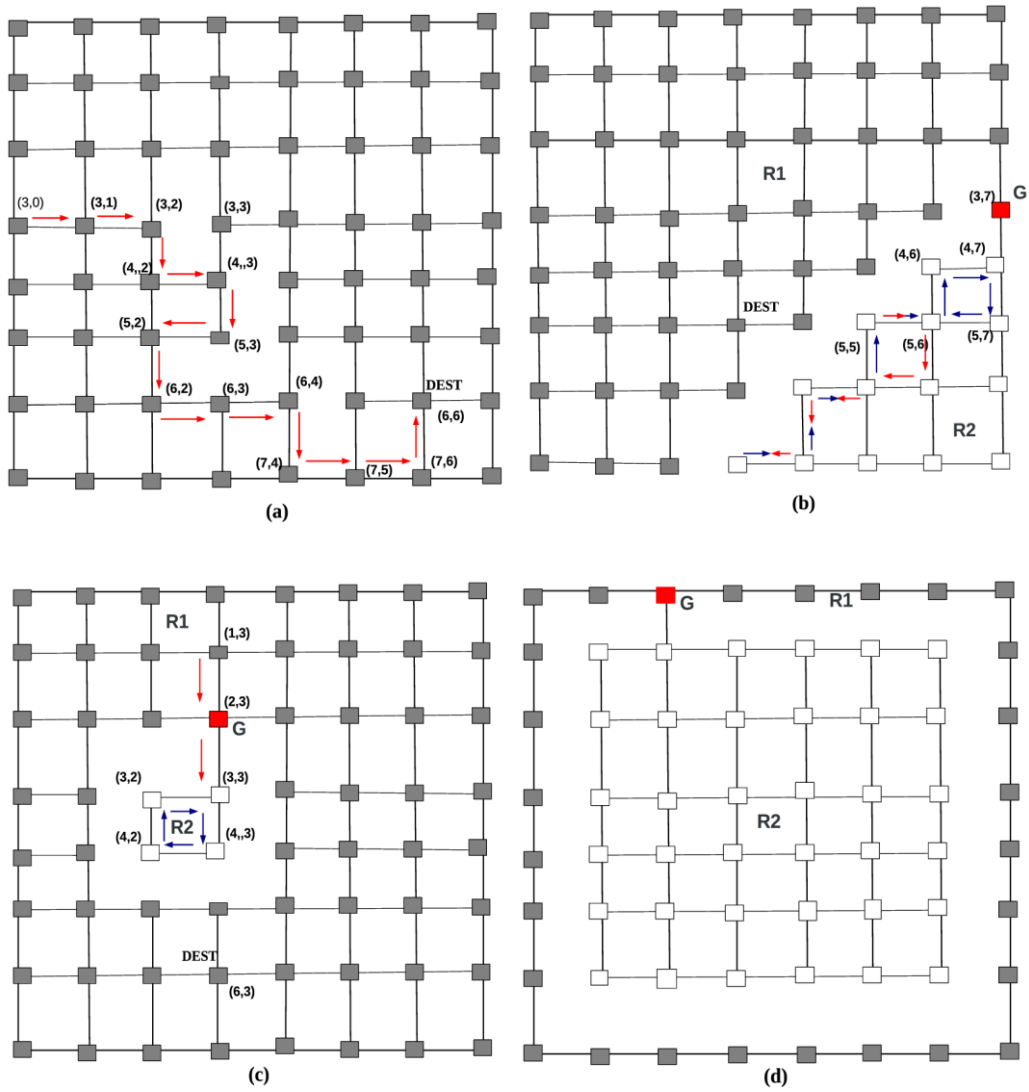 (3,0)
(3,1)
(3,2)
(3,3)
(4,,2)
(4,,3)
(5,2)
(5,3)
(6,2)
(6,3)
(6,4)
DEST
(6,6)
(7,4)
(7,5)
(7,6)
(a)
R1
G
(3,7)
(4,6)
(4,7)
DEST
(5,5)
(5,6)
(5,7)
R2
(b)
R1
(1,3)
(2,3)
G
(3,2)
(3,3)
R2
(4,2)
(4,,3)
DEST
(6,3)
(c)
G
R1
R2
(d)